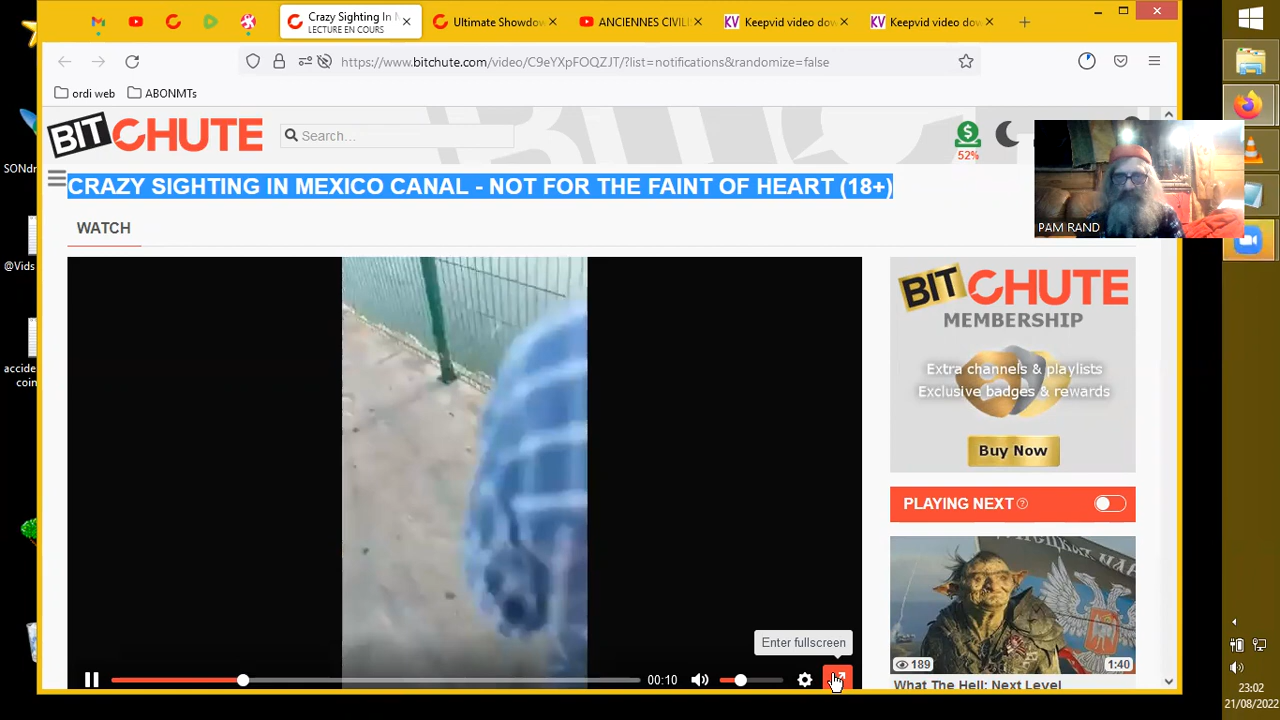 Crazy Sighting In M
LECTURE EN COURS
Ultimate Showdow
ANCIENNES CIVILI
Keepvid video dow
Keepvid video dow
https://www.bitchute.com/video/C9eYXpFOQZJT/?list=notifications&randomize=false
ordi web
ABONMTs
BITCHUTE
Search...
52%
SONdr
CRAZY SIGHTING IN MEXICO CANAL - NOT FOR THE FAINT OF HEART (18+)
PAM RAND
WATCH
@Vids
BITCHUTE
MEMBERSHIP
Extra channels & playlists
Exclusive badges & rewards
Buy Now
accide
coin
PLAYING NEXT
Enter fullscreen
189
1:40
00:10
What The Hell: Next Level
23:02
21/08/2022